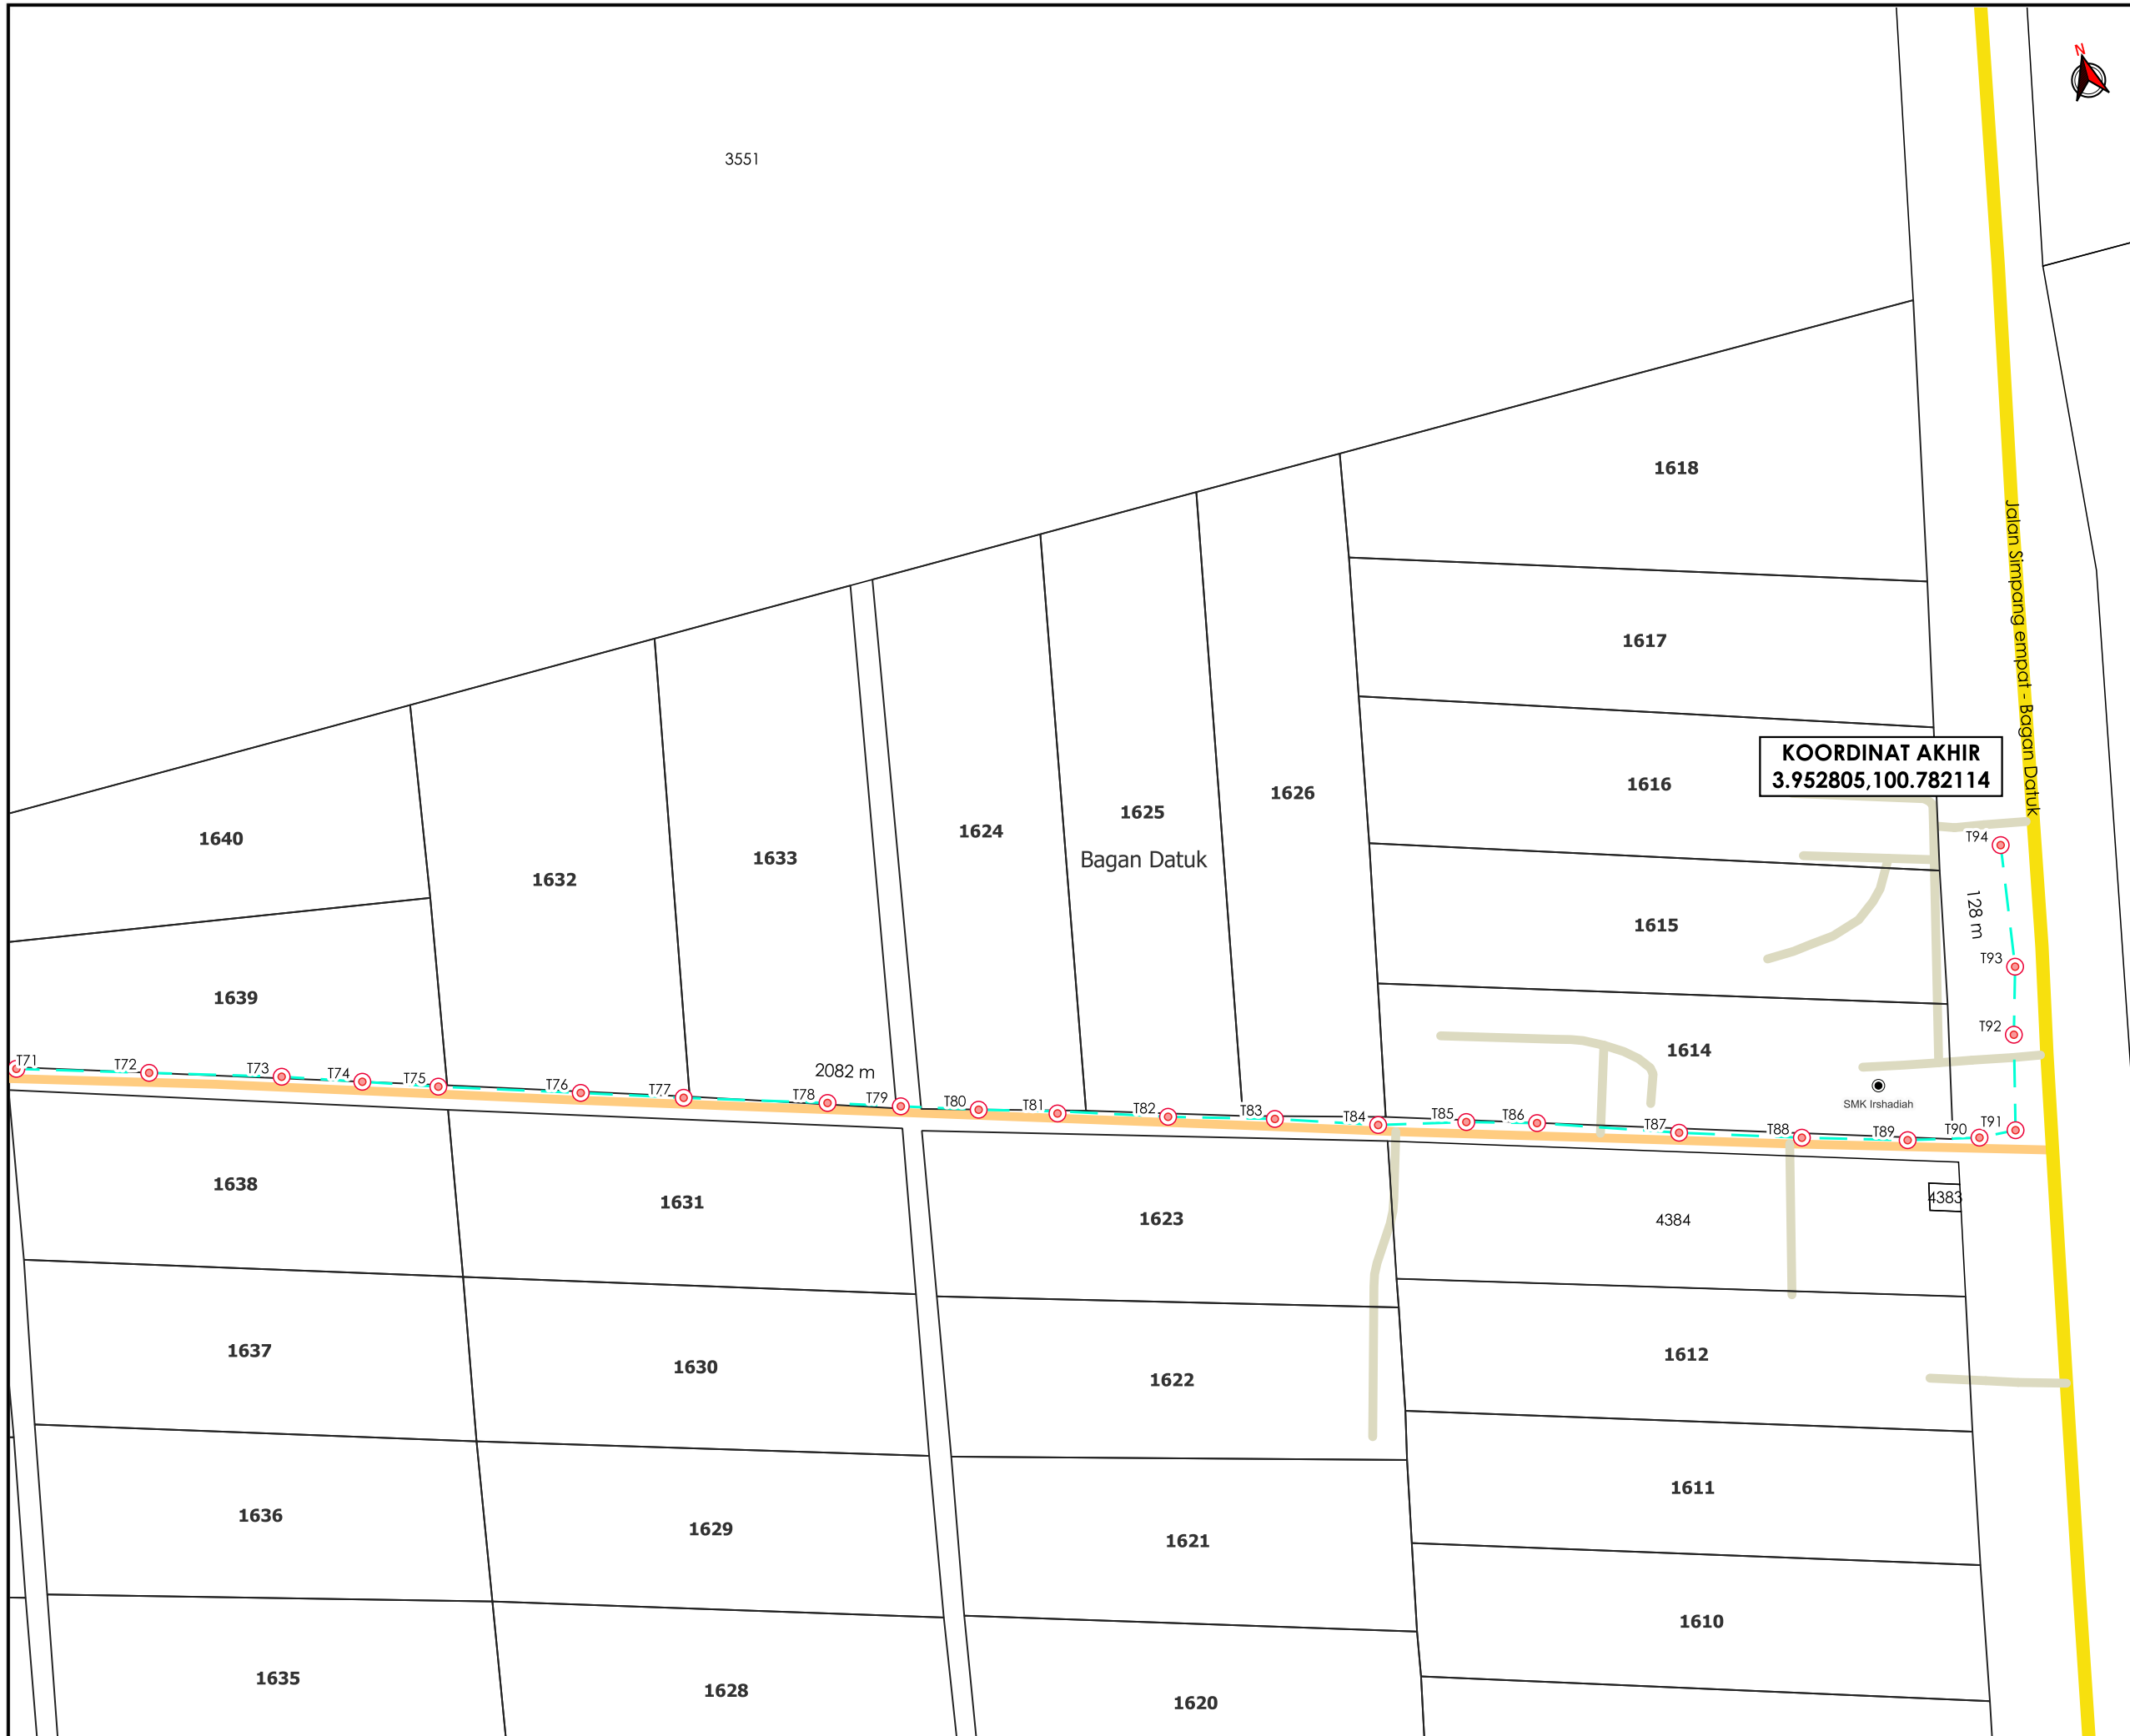 N
3551
1618
1617
Jalan Simpang empat - Bagan Datuk
KOORDINAT AKHIR
3.952805,100.782114
1616
1626
1625
1624
1640
Bagan Datuk
1633
1632
T94
128 m
1615
T93
1639
T92
1614
T71
T72
T73
T74
T75
T76
T77
2082 m
T78
T79
T80
T81
T82
T83
T84
T85
T86
T87
T88
T89
T90
T91
SMK Irshadiah
1638
1631
1623
4384
4383
1637
1630
1622
1612
1636
1629
1621
1611
1610
1635
1628
1620